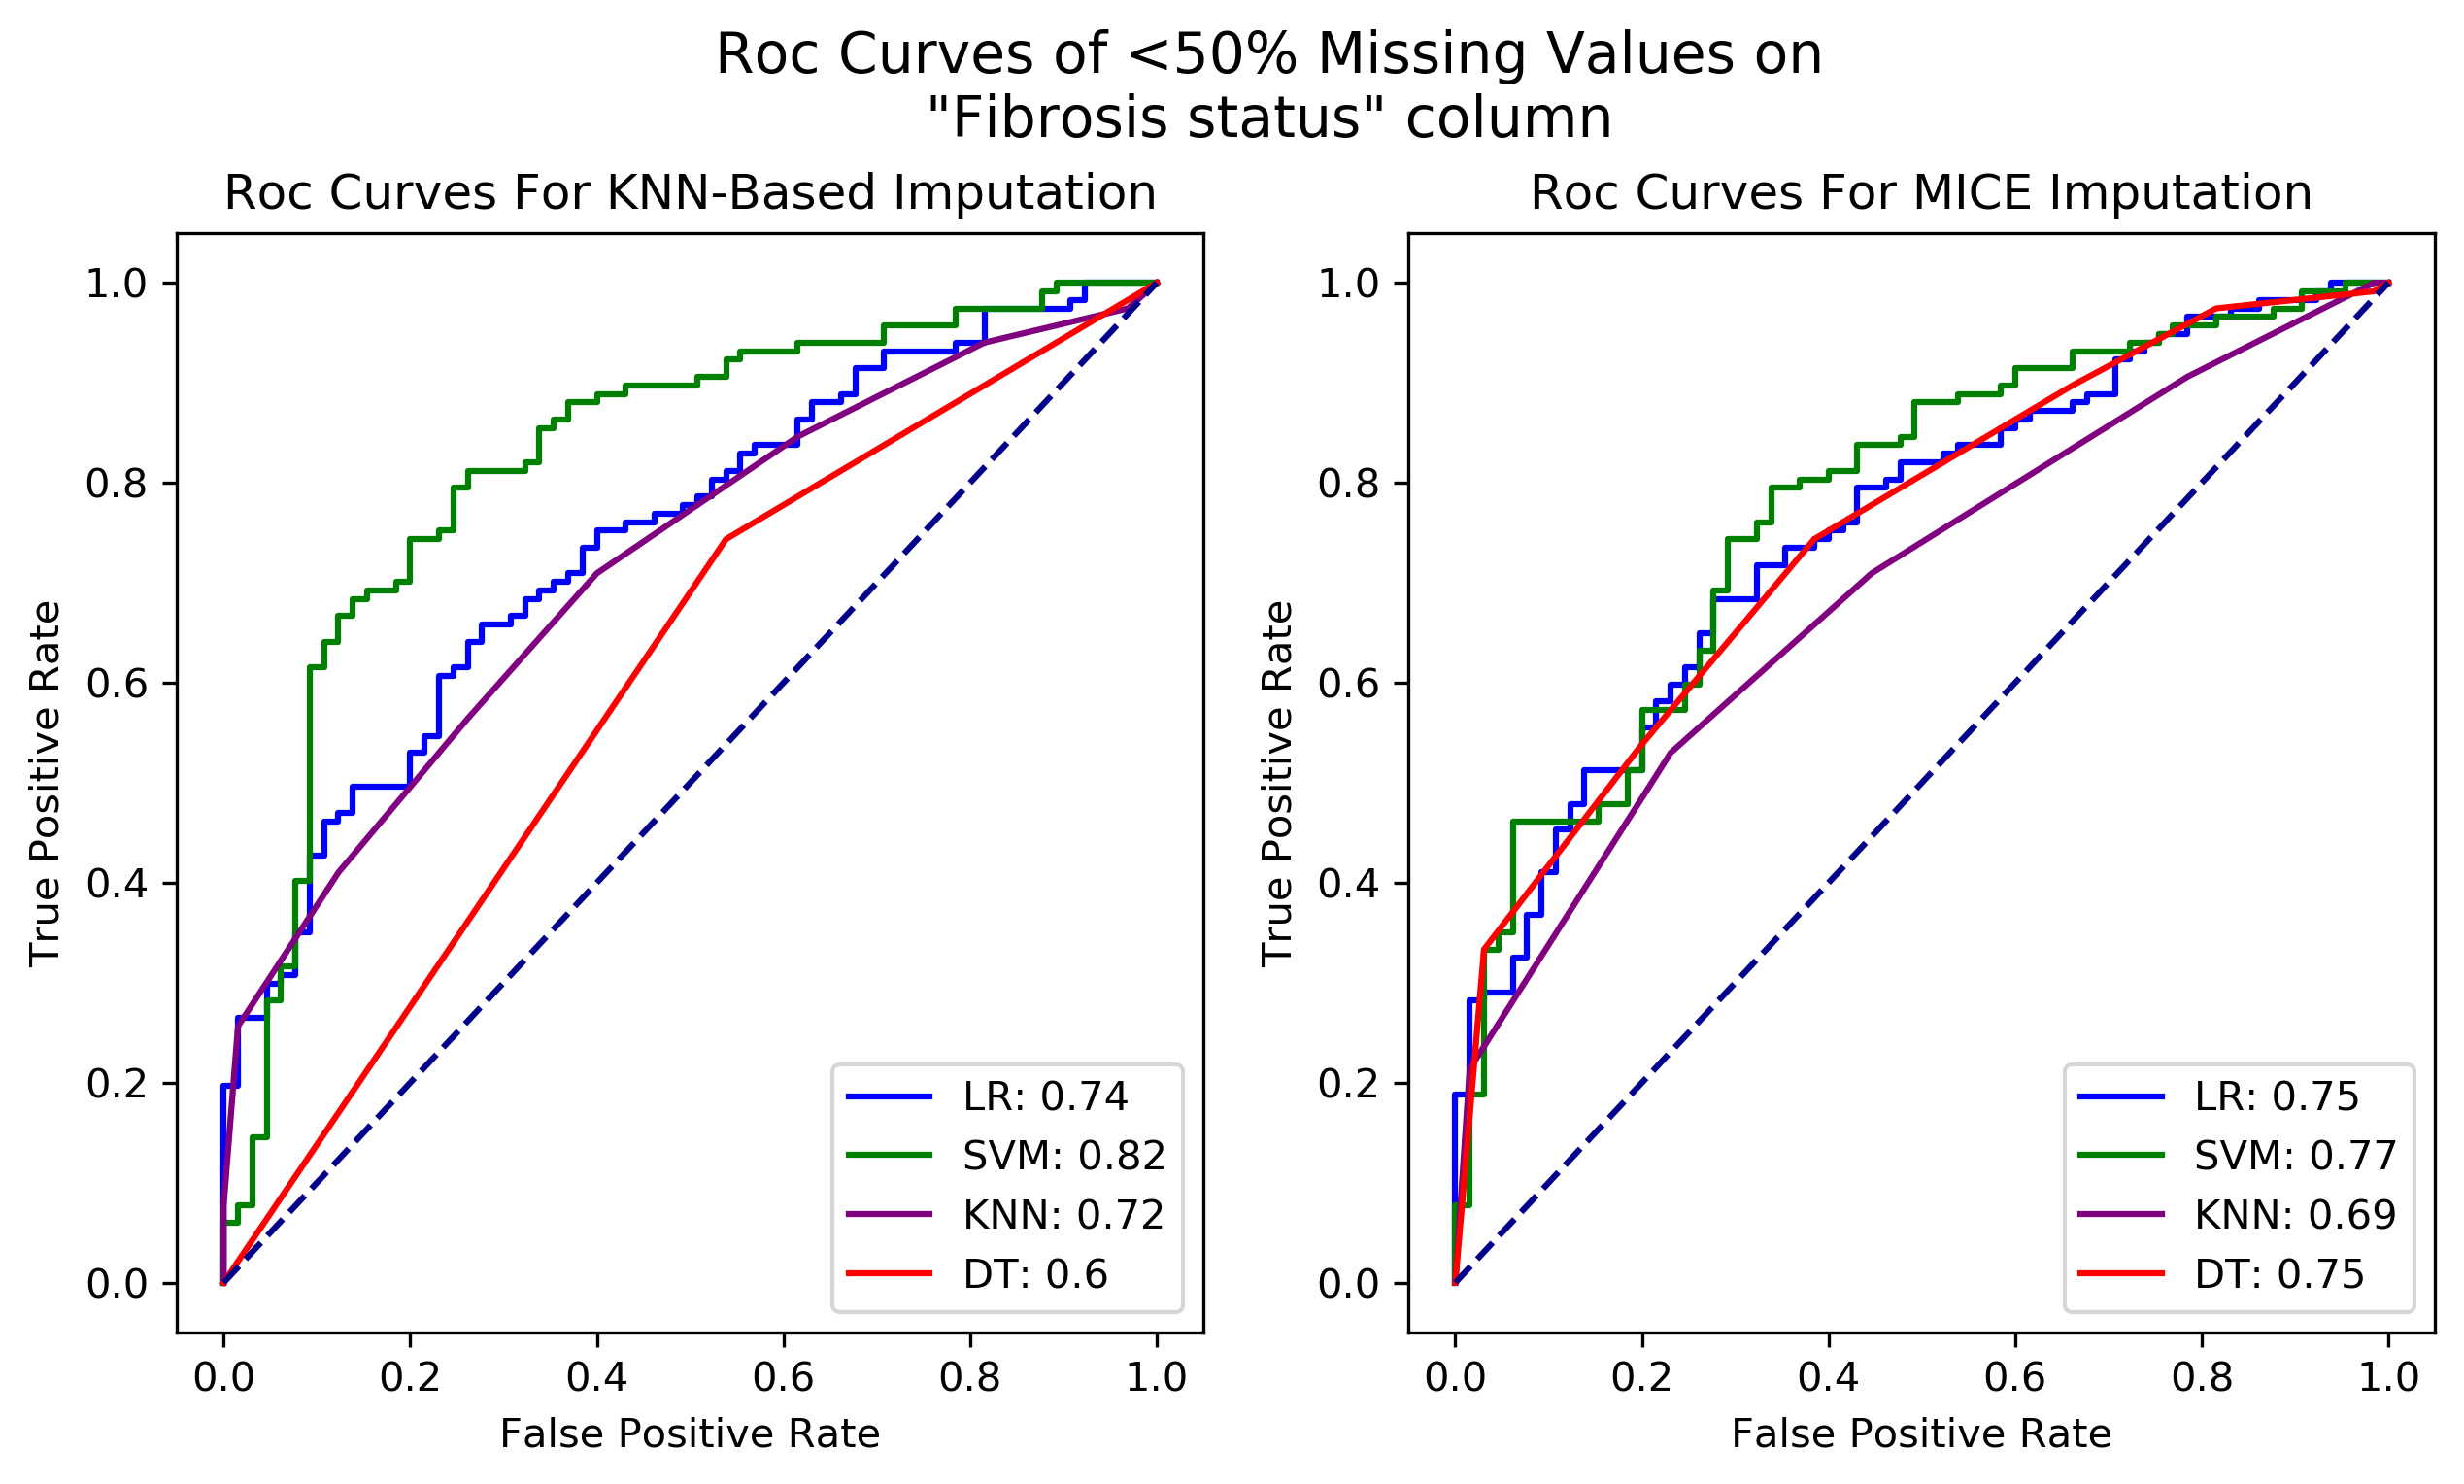 Roc Curves of <50% Missing Values on
"Fibrosis status" column
Roc Curves For KNN-Based Imputation
True Positive Rate
1.0
0.8
0.6
0.4
0.2
0.0
LR: 0.74
SVM: 0.82
KNN: 0.72
DT: 0.6
0.0 0.2 0.4 0.6 0.8 1.0
False Positive Rate
Roc Curves For MICE Imputation
True Positive Rate
1.0
0.8
0.6
0.4
0.2
0.0
LR: 0.75
SVM: 0.77
KNN: 0.69
DT: 0.75
0.0 0.2 0.4 0.6 0.8 1.0
False Positive Rate